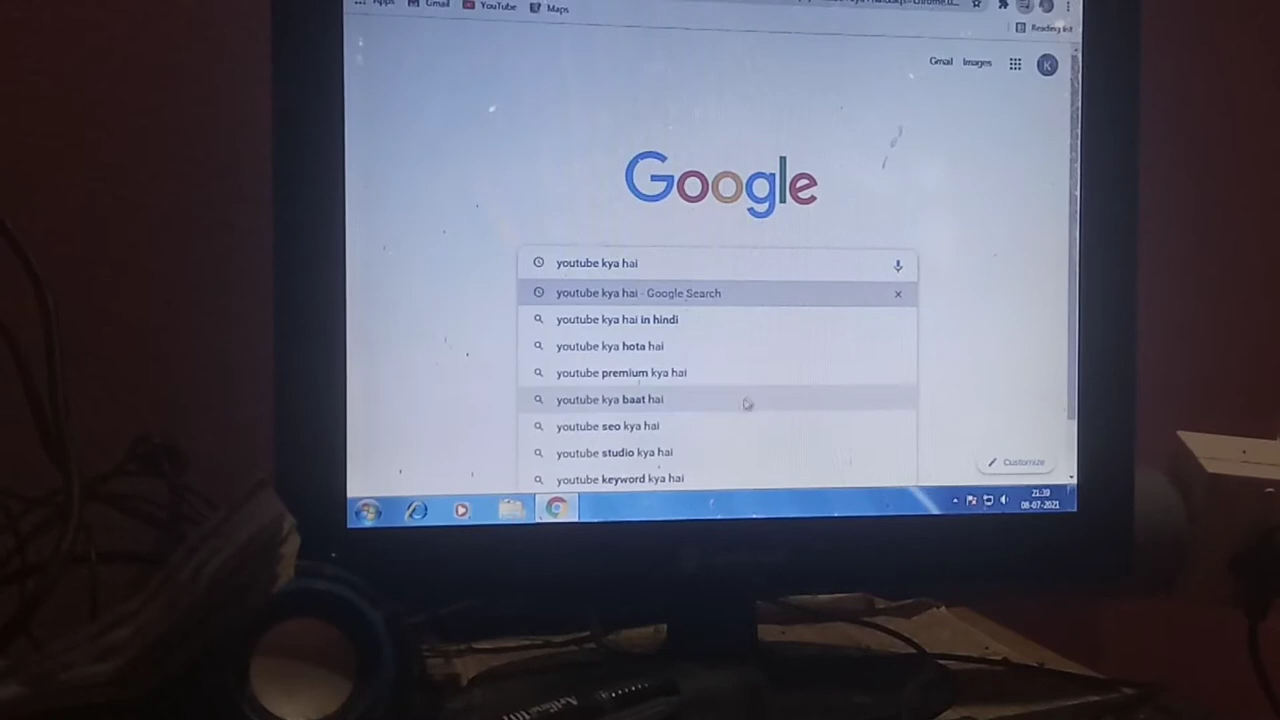 Apps Gmail YouTube Maps
Reading list
Gmail Images K
Google
youtube kya hai
youtube kya hai - Google Search
youtube kya hai in hindi
youtube kya hota hai
youtube premium kya hai
youtube kya baat hai
youtube seo kya hai
youtube studio kya hai
youtube keyword kya hai
Customize
21:39
08-07-2021